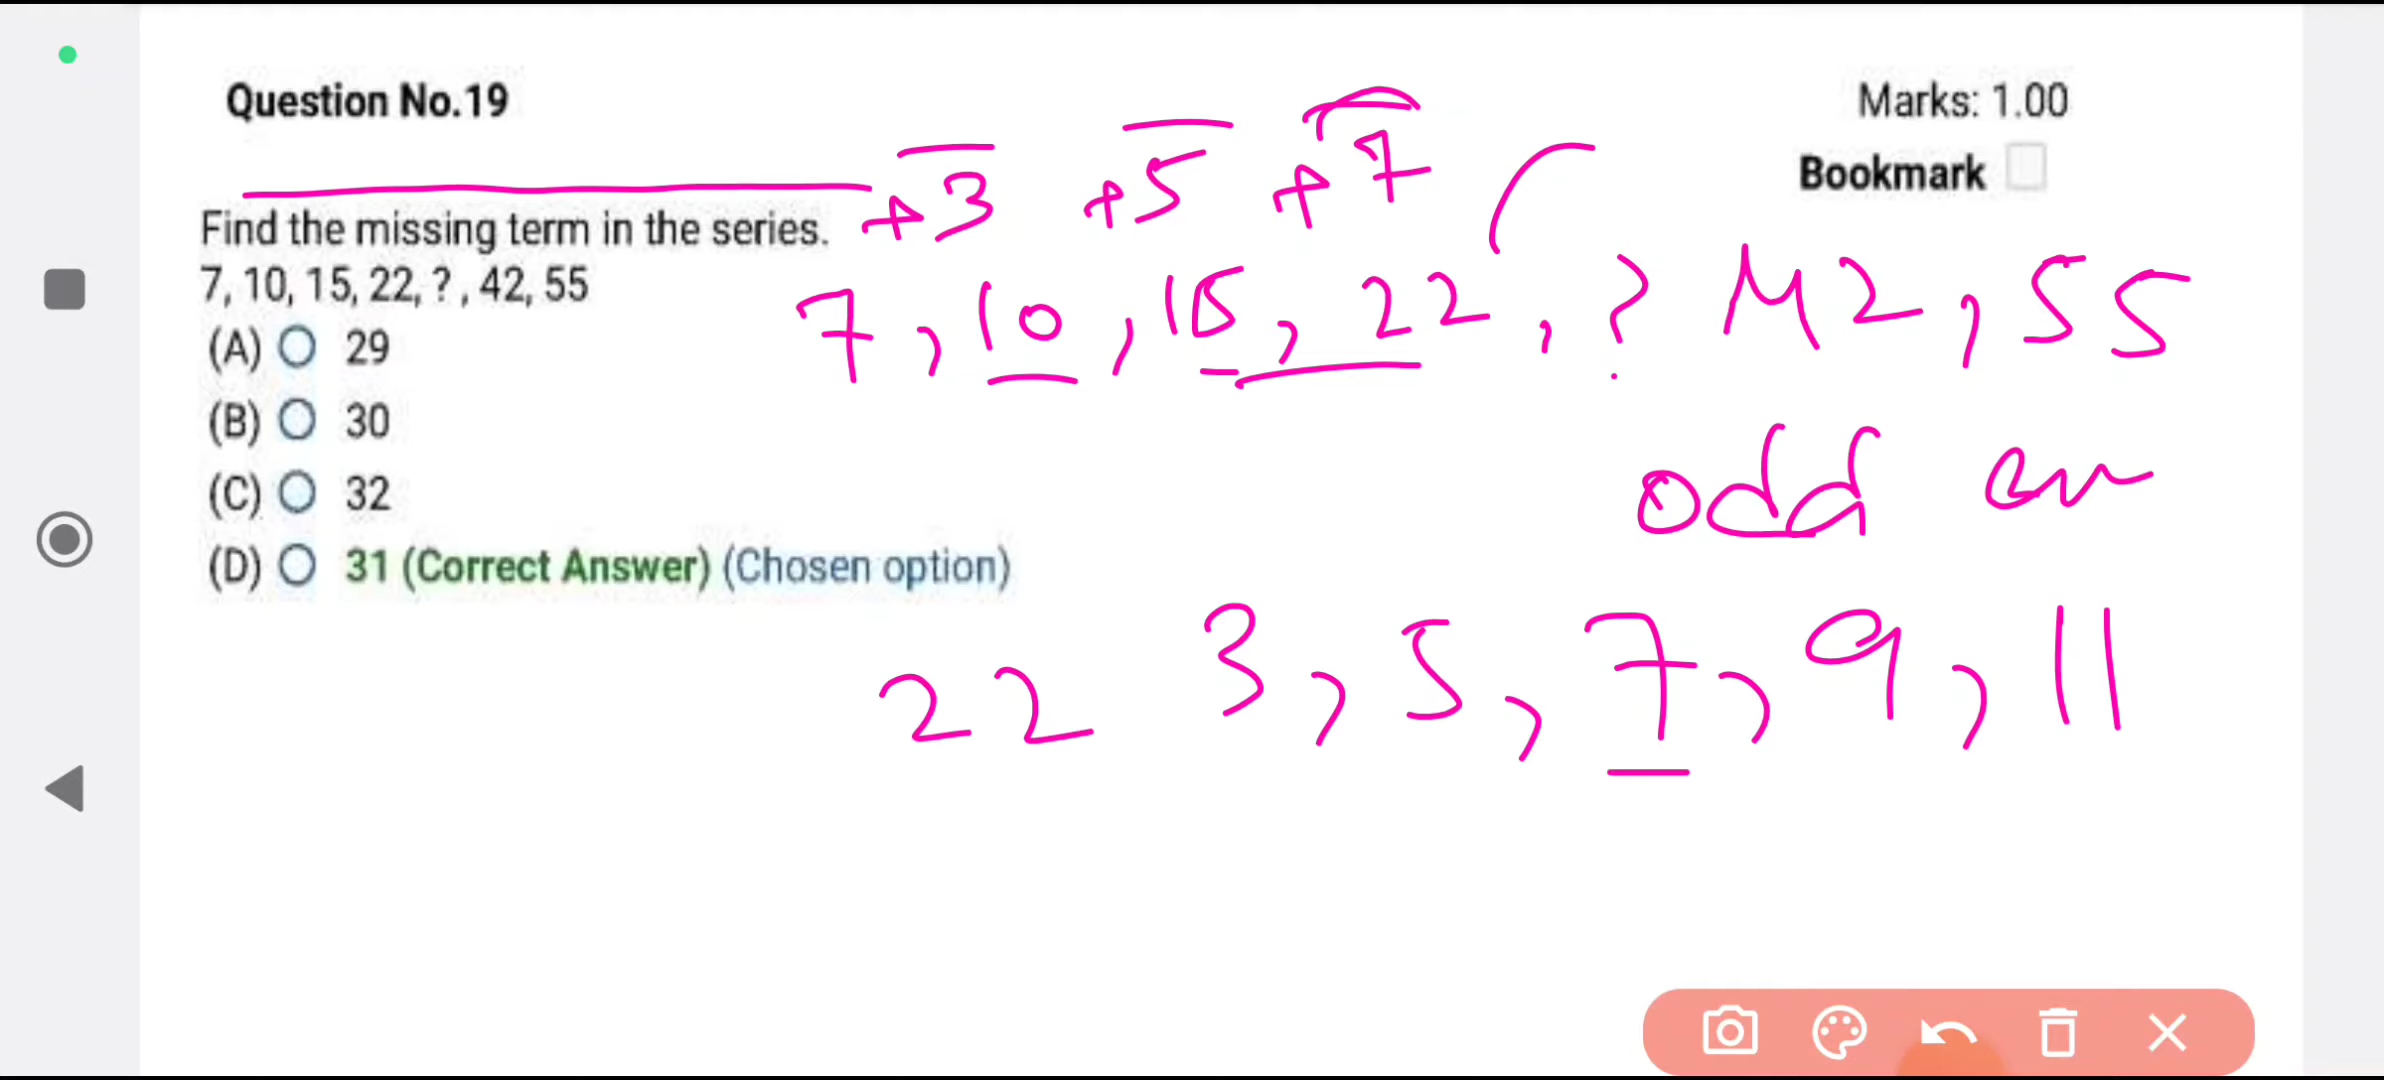 Question No.19
Marks: 1.00
Bookmark
Find the missing term in the series.
7, 10, 15, 22, ? , 42, 55
(A) 29
(B) 30
(C) 32
(D) 31 (Correct Answer) (Chosen option)
+3 +5 +7
7, 10, 15, 22, ? 42, 55
odd
22 3, 5, 7, 9, 11